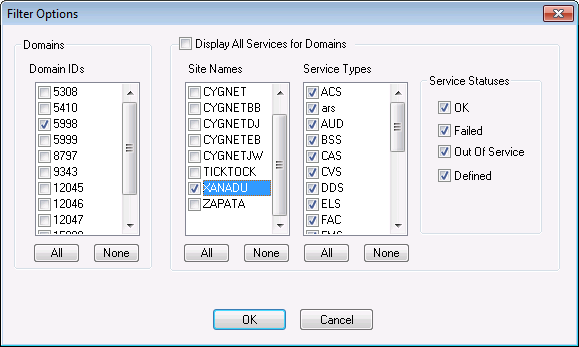 Filter Options
Domains
Domain IDs
5308
5410
5998
5999
8797
9343
12045
12046
12047
All
None
Display All Services for Domains
Site Names
CYGNET
CYGNETBB
CYGNETDJ
CYGNETEB
CYGNETJW
TICKTOCK
XANADU
ZAPATA
All
None
Service Types
ACS
ars
AUD
BSS
CAS
CVS
DDS
ELS
FAC
All
None
Service Statuses
OK
Failed
Out Of Service
Defined
OK
Cancel